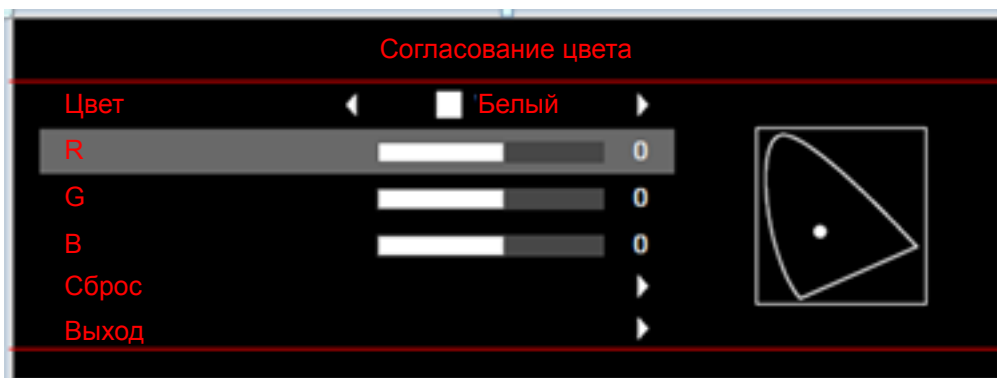 Согласование цвета
Цвет Белый
R 0
G 0
B 0
Сброс
Выход